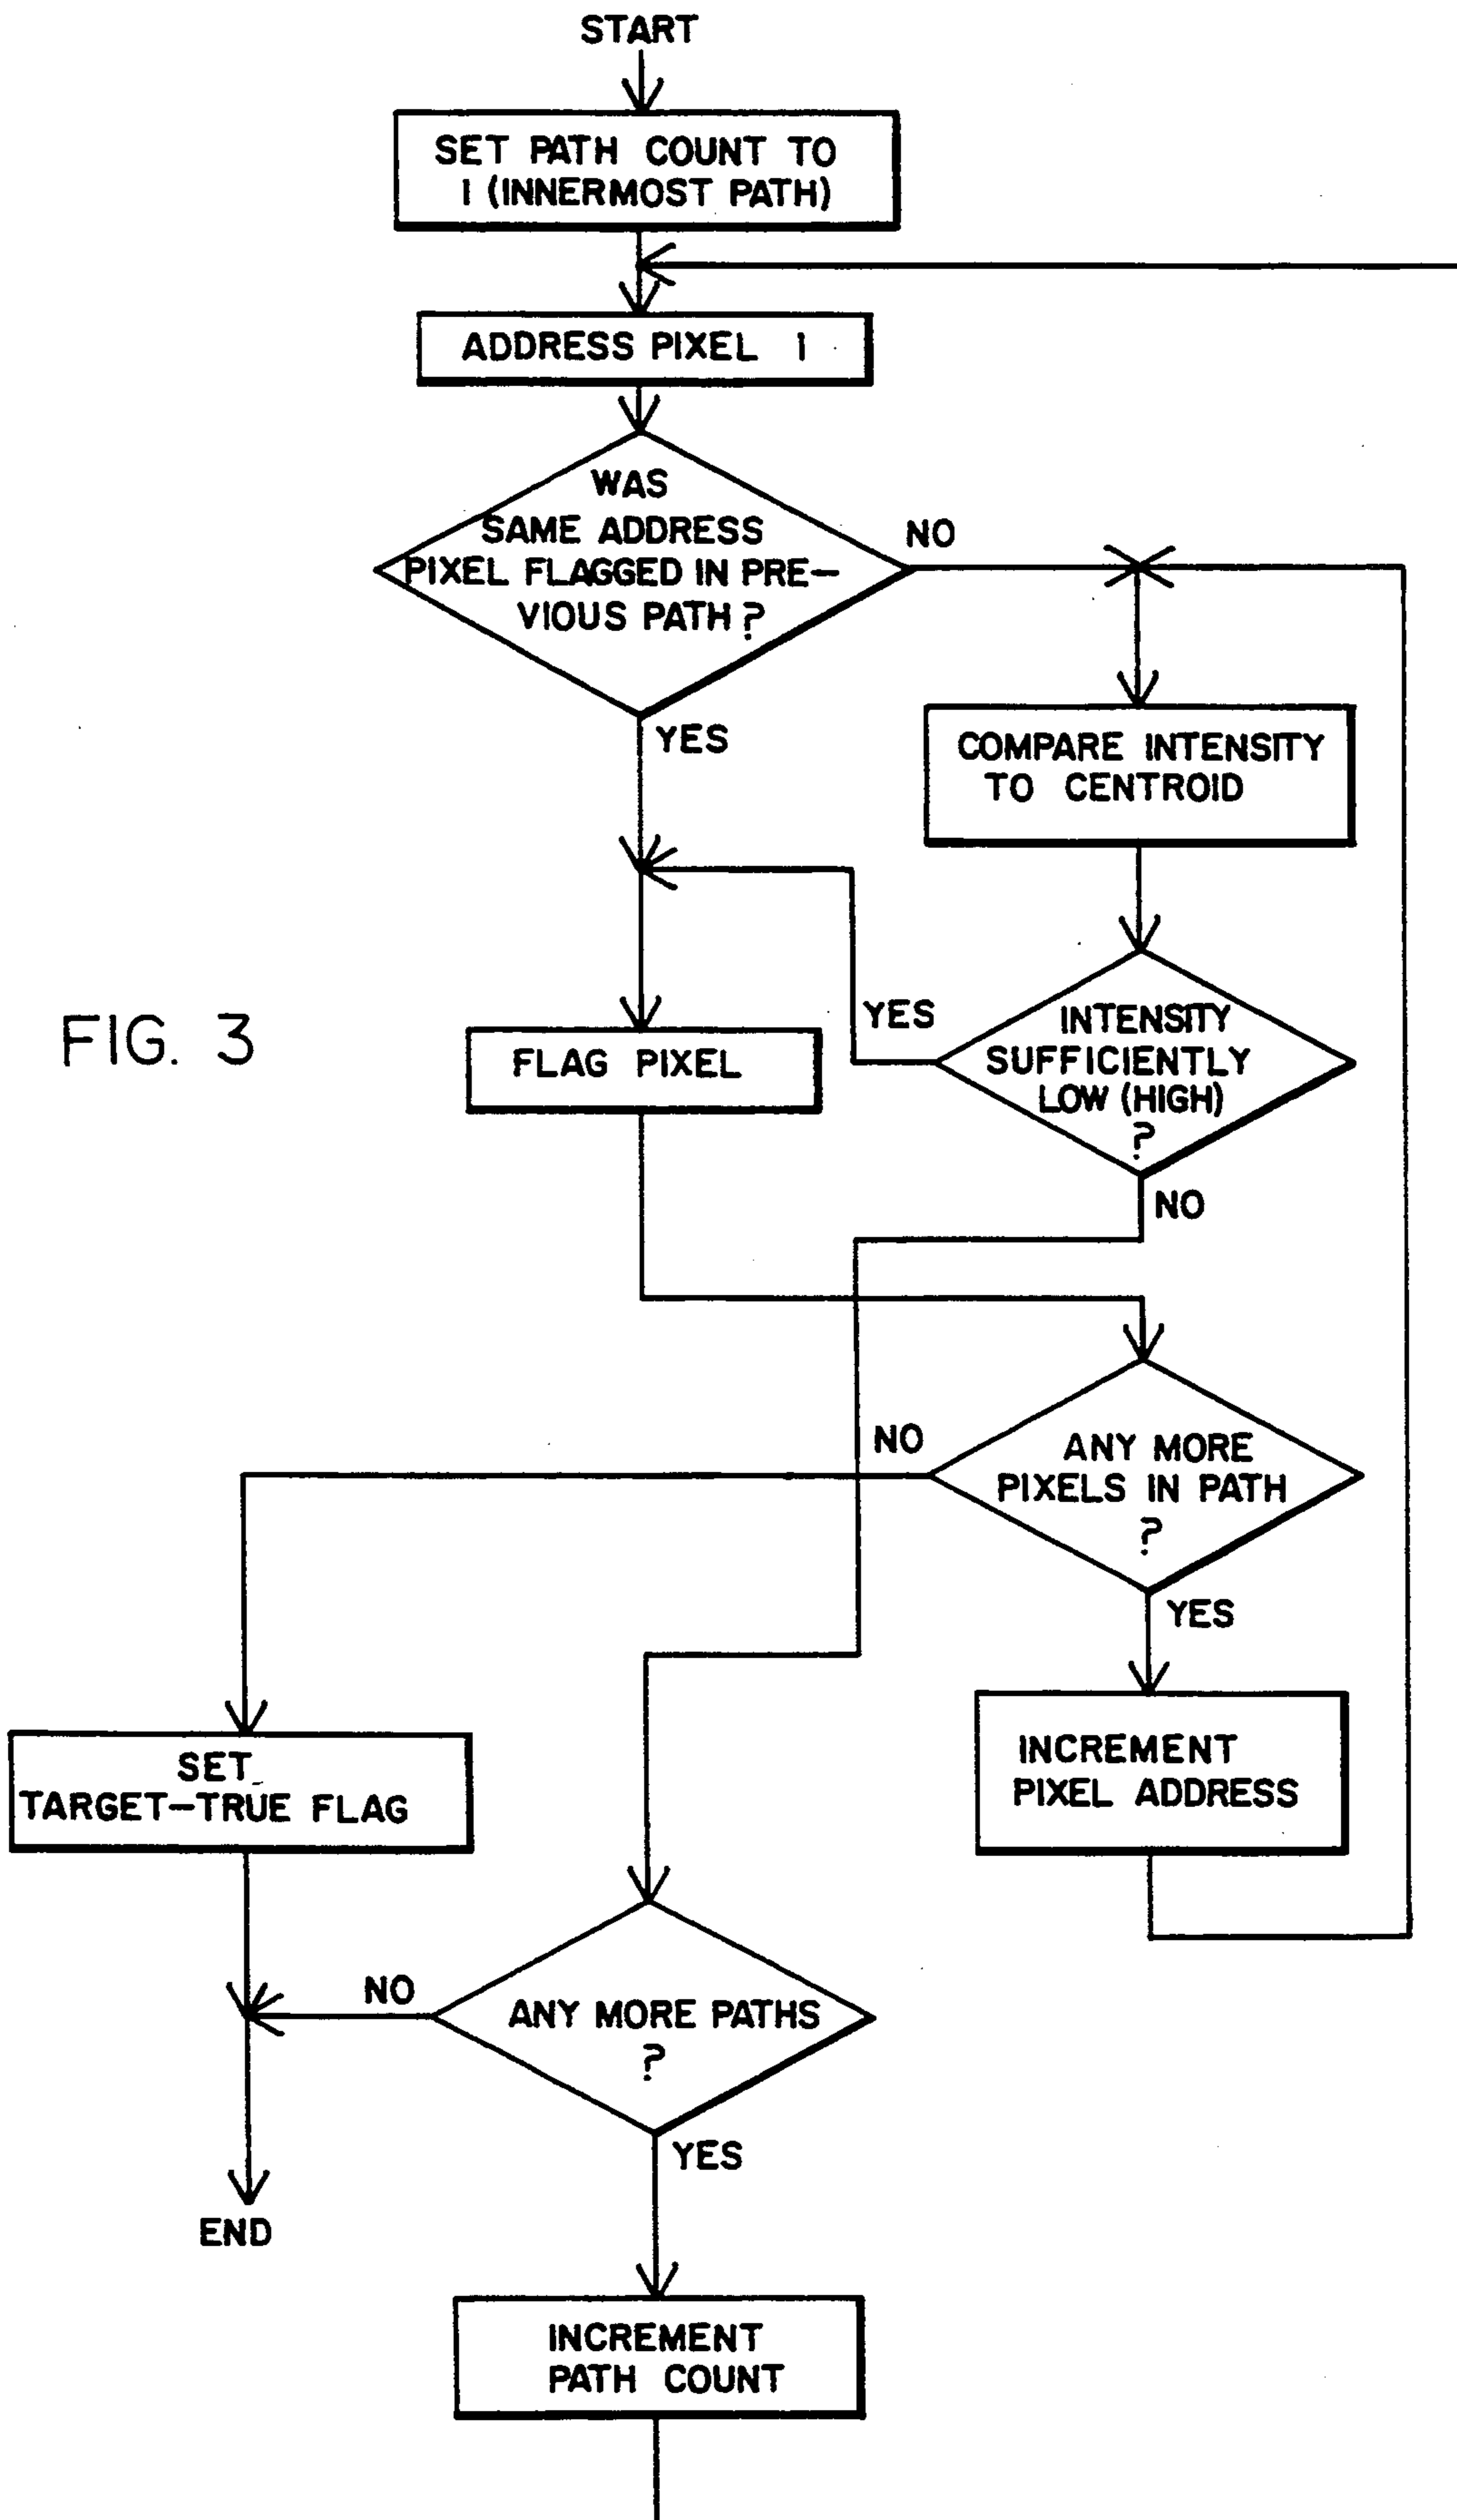 START
SET PATH COUNT TO
1 (INNERMOST PATH)
ADDRESS PIXEL 1
WAS
SAME ADDRESS
PIXEL FLAGGED IN PRE-
VIOUS PATH?
NO
YES
COMPARE INTENSITY
TO CENTROID
YES
INTENSITY
SUFFICIENTLY
LOW (HIGH)
?
FIG. 3
FLAG PIXEL
NO
NO
ANY MORE
PIXELS IN PATH
?
YES
SET
TARGET-TRUE FLAG
INCREMENT
PIXEL ADDRESS
NO
ANY MORE PATHS
?
YES
END
INCREMENT
PATH COUNT